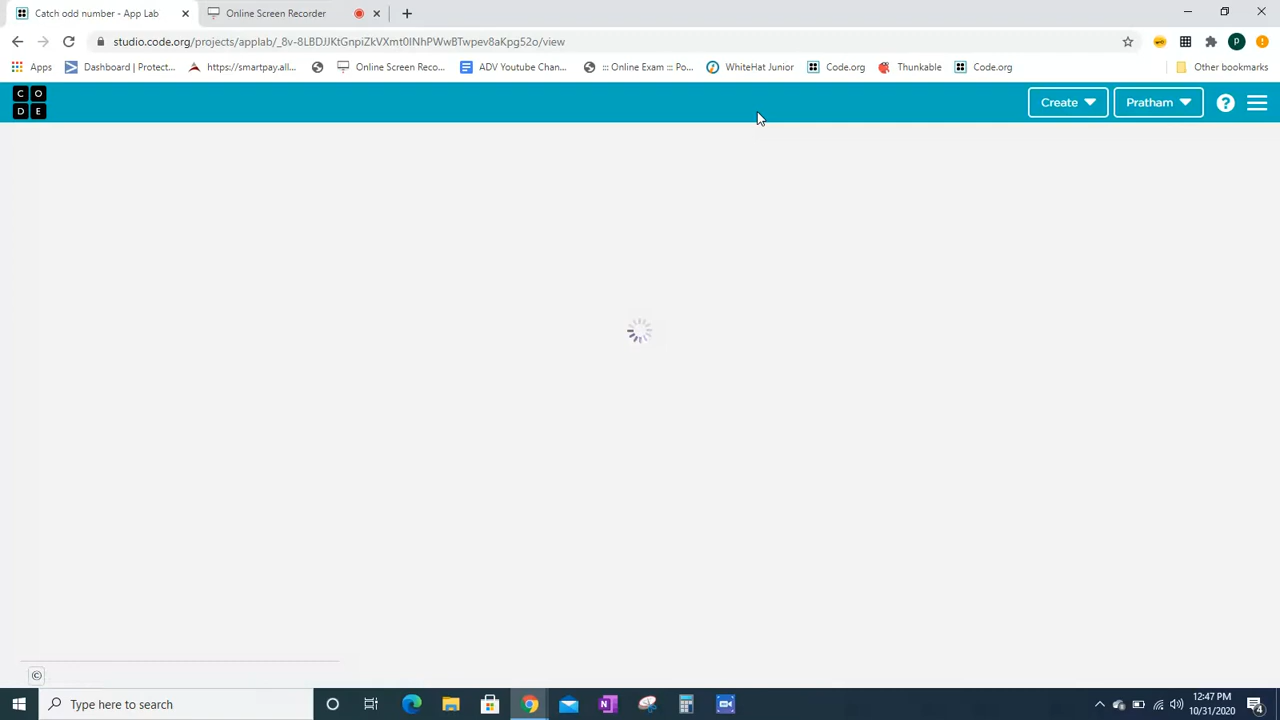 Catch odd number - App Lab
Online Screen Recorder
studio.code.org/projects/applab/_8v-8LBDJJKtGnpiZkVXmt0INhPWwBTwpev8aKpg52o/view
Apps
Dashboard | Protect...
https://smartpay.all...
Online Screen Reco...
ADV Youtube Chan...
::: Online Exam ::: Po...
WhiteHat Junior
Code.org
Thunkable
Code.org
Other bookmarks
C O
D E
Create
Pratham
?
©
Type here to search
12:47 PM
10/31/2020
4